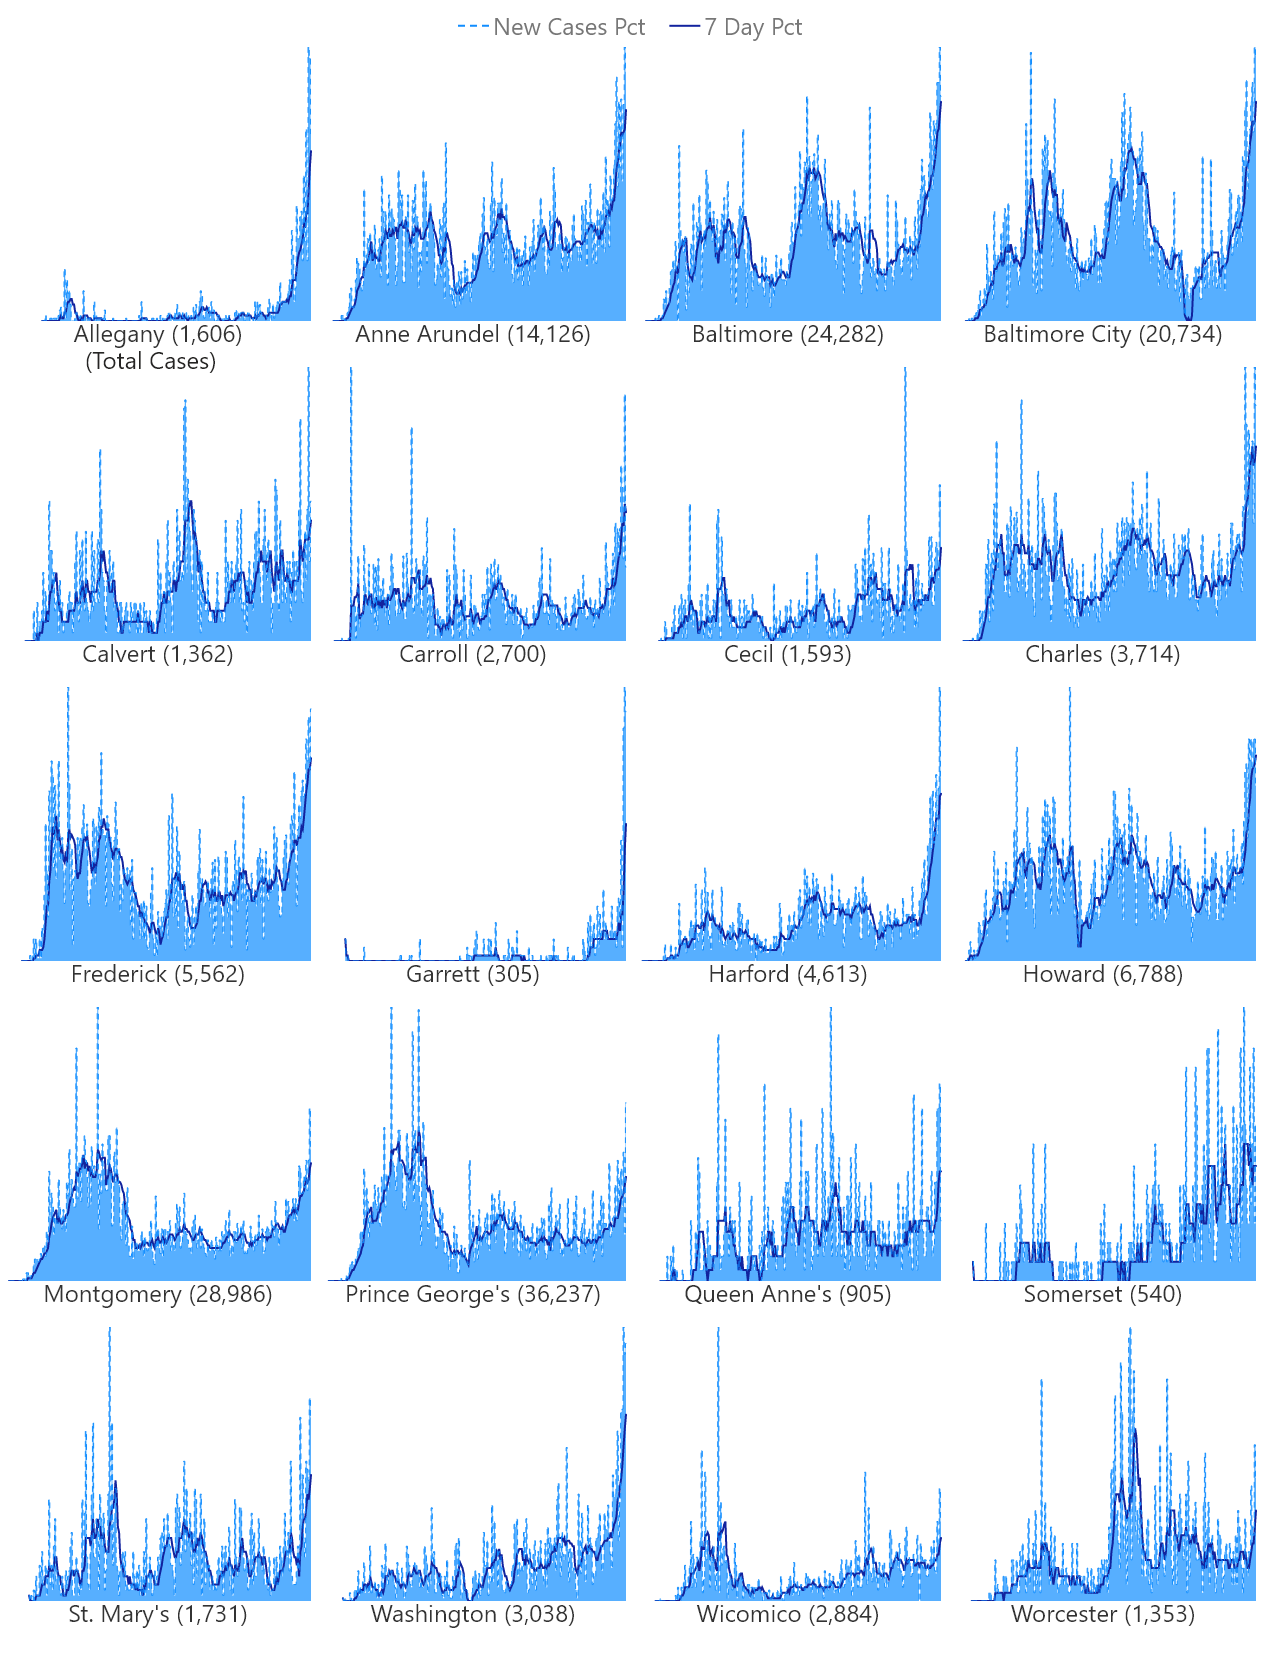 New Cases Pct 7 Day Pct
Allegany (1,606) Anne Arundel (14,126) Baltimore (24,282) Baltimore City (20,734)
(Total Cases)
Calvert (1,362) Carroll (2,700) Cecil (1,593) Charles (3,714)
Frederick (5,562) Garrett (305) Harford (4,613) Howard (6,788)
Montgomery (28,986) Prince George's (36,237) Queen Anne's (905) Somerset (540)
St. Mary's (1,731) Washington (3,038) Wicomico (2,884) Worcester (1,353)